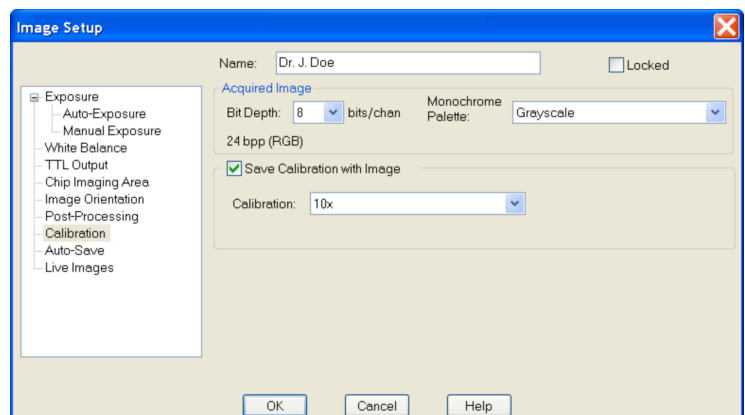 Image Setup
Name: Dr. J. Doe Locked
Exposure
Auto-Exposure
Manual Exposure
White Balance
TTL Output
Chip Imaging Area
Image Orientation
Post-Processing
Calibration
Auto-Save
Live Images
Acquired Image
Bit Depth: 8 bits/chan Monochrome Palette: Grayscale
24 bpp (RGB)
Save Calibration with Image
Calibration: 10x
OK Cancel Help